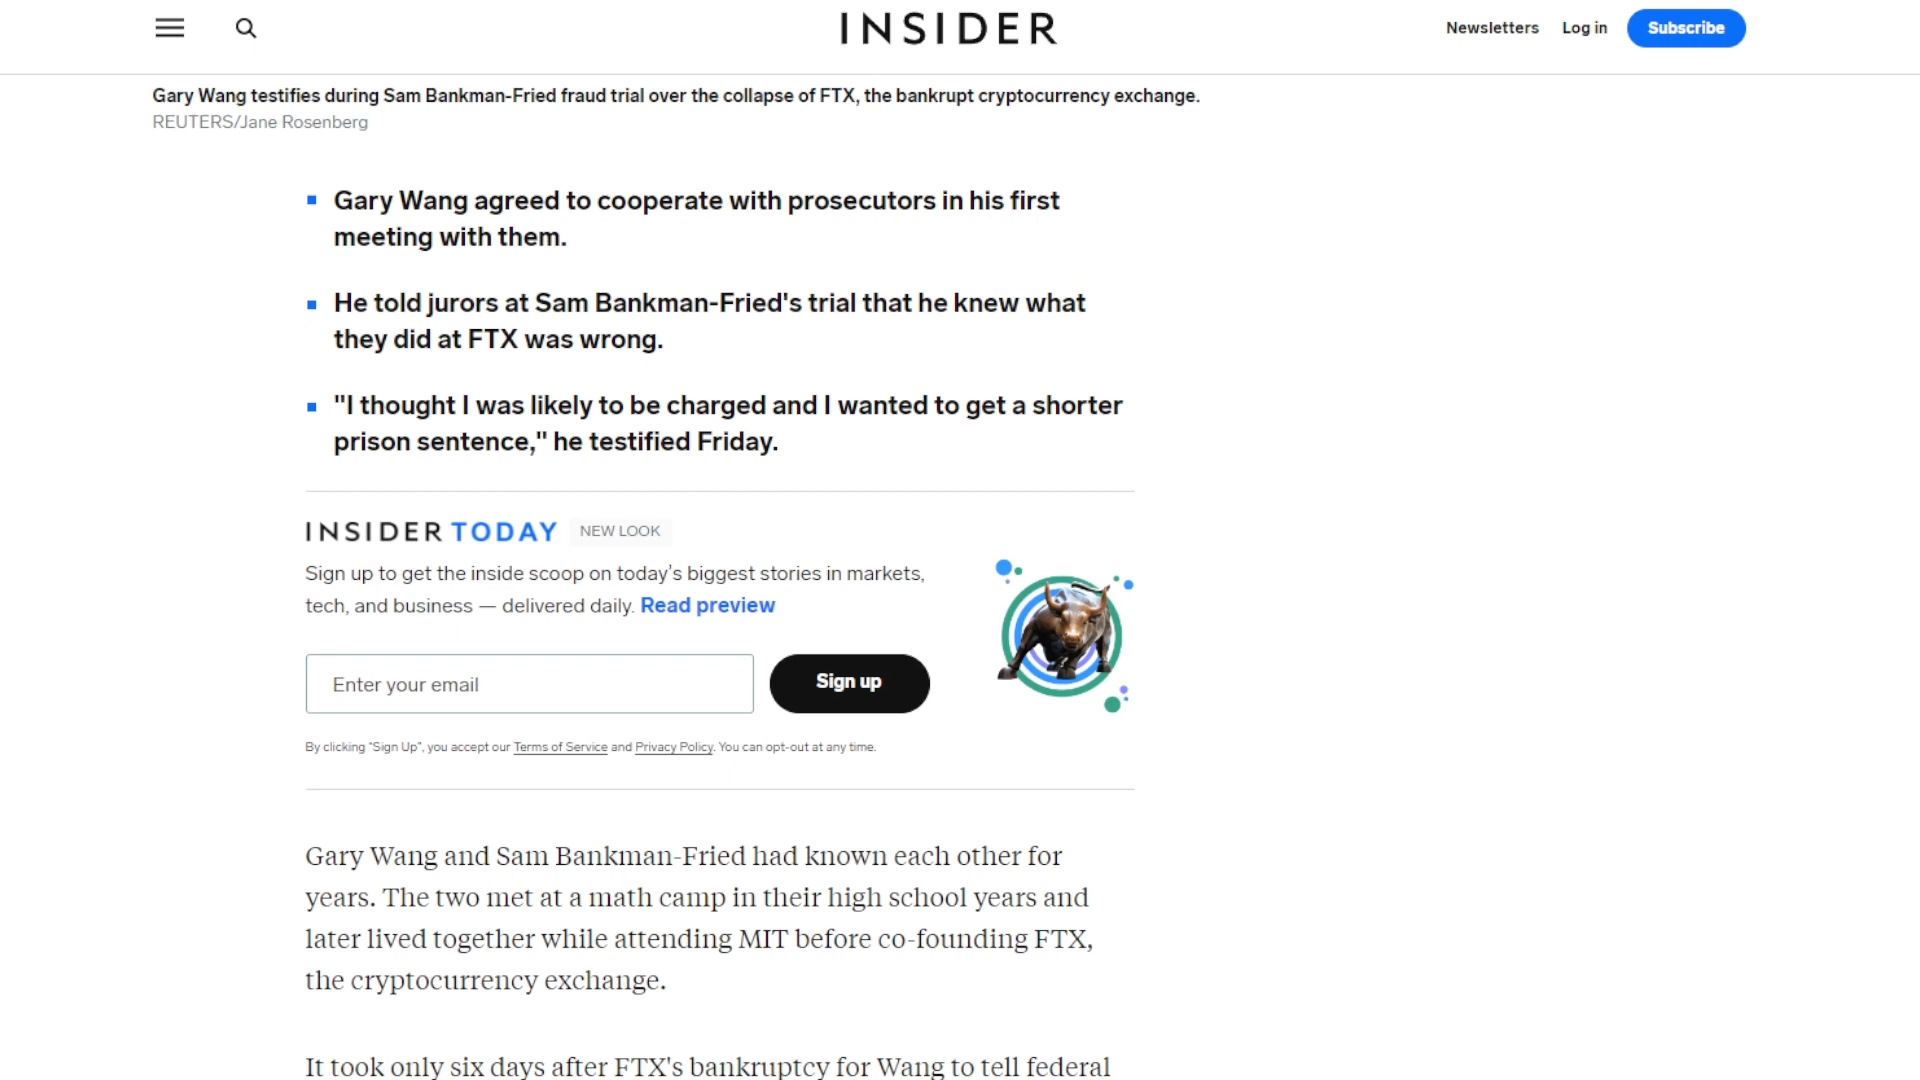 INSIDER
Newsletters Log in Subscribe
Gary Wang testifies during Sam Bankman-Fried fraud trial over the collapse of FTX, the bankrupt cryptocurrency exchange.
REUTERS/Jane Rosenberg
Gary Wang agreed to cooperate with prosecutors in his first
meeting with them.
He told jurors at Sam Bankman-Fried's trial that he knew what
they did at FTX was wrong.
"I thought I was likely to be charged and I wanted to get a shorter
prison sentence," he testified Friday.
INSIDER TODAY NEW LOOK
Sign up to get the inside scoop on today’s biggest stories in markets,
tech, and business — delivered daily. Read preview
Enter your email
Sign up
By clicking “Sign Up”, you accept our Terms of Service and Privacy Policy. You can opt-out at any time.
Gary Wang and Sam Bankman-Fried had known each other for
years. The two met at a math camp in their high school years and
later lived together while attending MIT before co-founding FTX,
the cryptocurrency exchange.
It took only six days after FTX's bankruptcy for Wang to tell federal